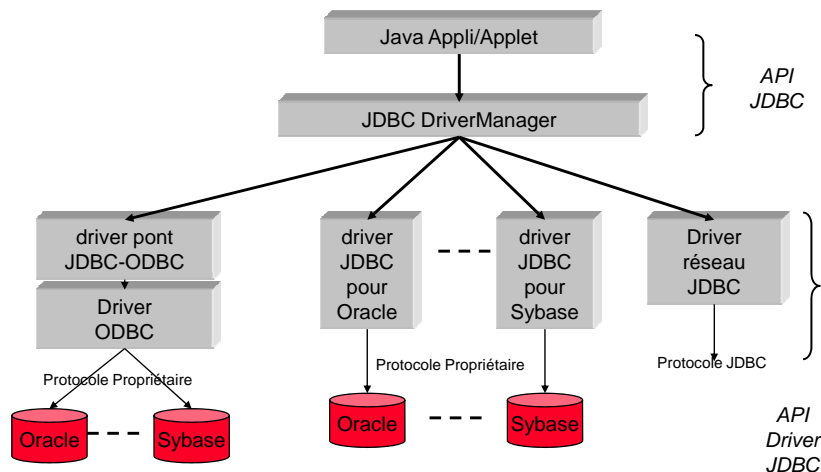 Java Appli/Applet
API
JDBC
JDBC DriverManager
driver pont
JDBC-ODBC
Driver
ODBC
driver
JDBC
pour
Oracle
driver
JDBC
pour
Sybase
Driver
réseau
JDBC
Protocole Propriétaire
Protocole Propriétaire
Protocole JDBC
Oracle
Sybase
Oracle
Sybase
API
Driver
JDBC